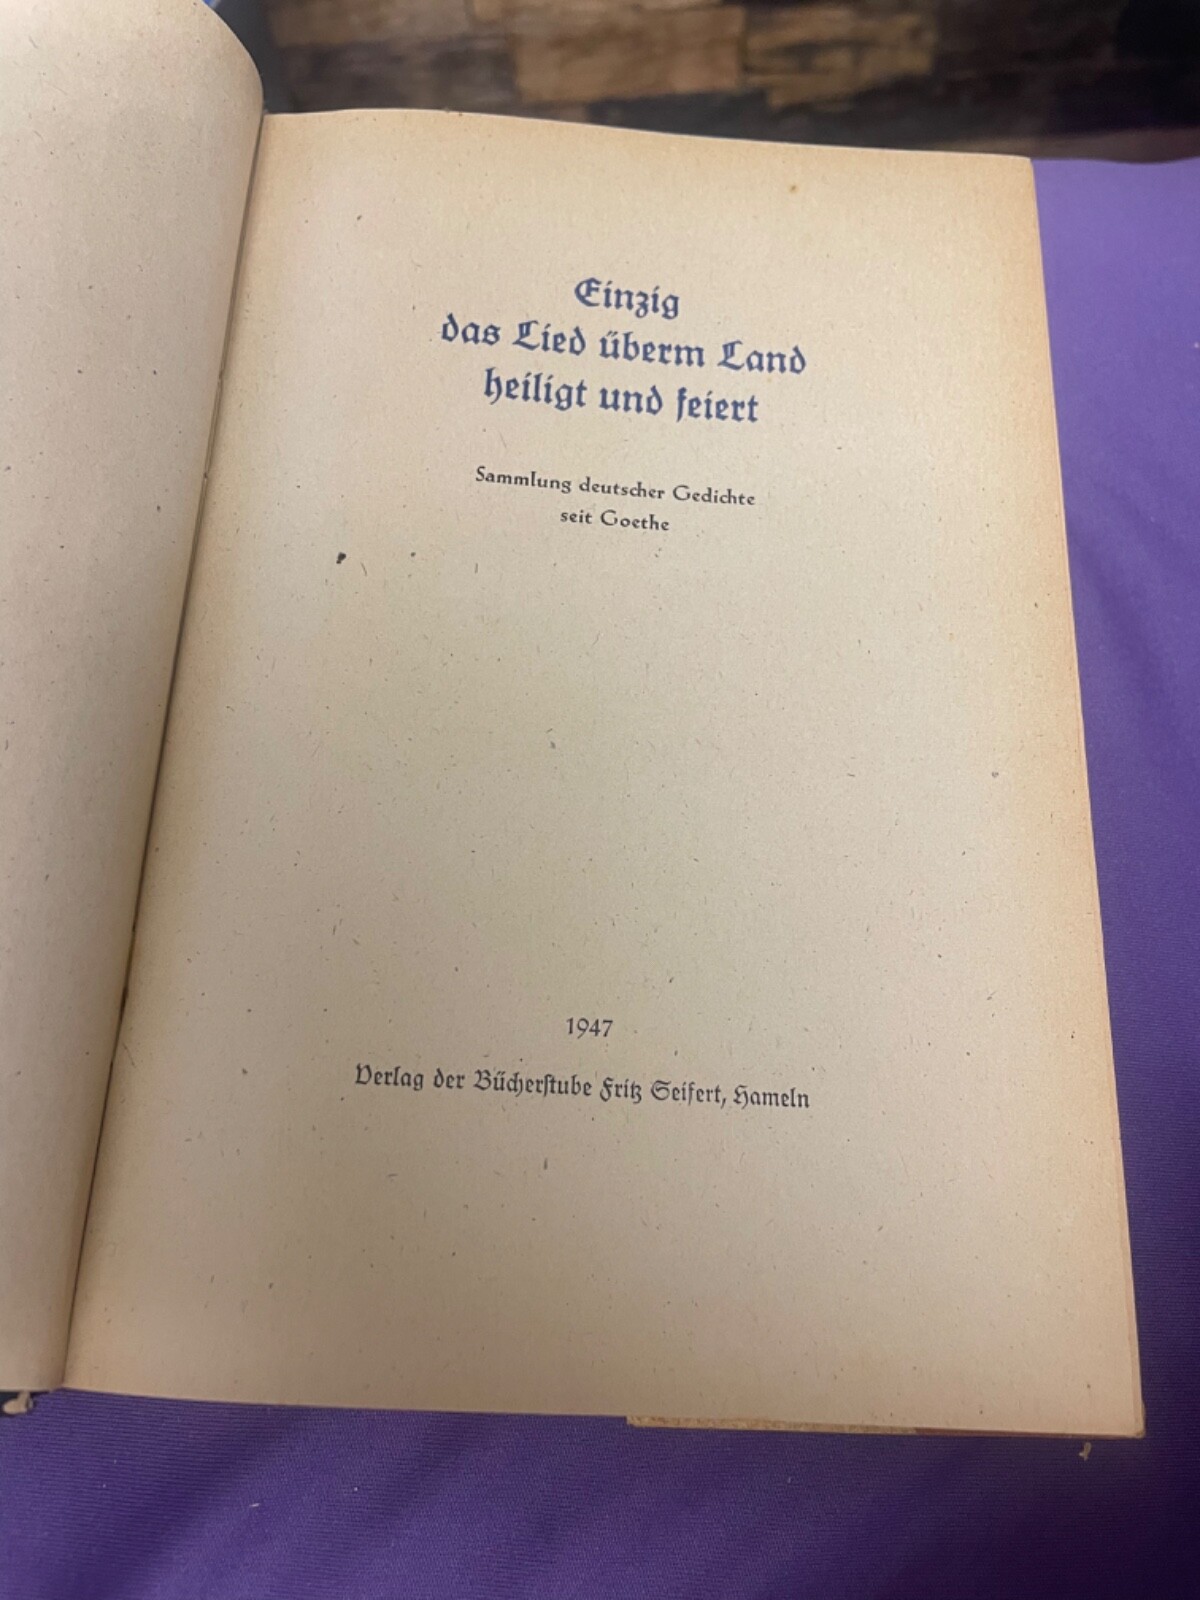 Einzig
das Lied überm Land
heiligt und feiert
Sammlung deutscher Gedichte
seit Goethe
1947
Verlag der Bücherſtube Fritz Seifert, Hameln